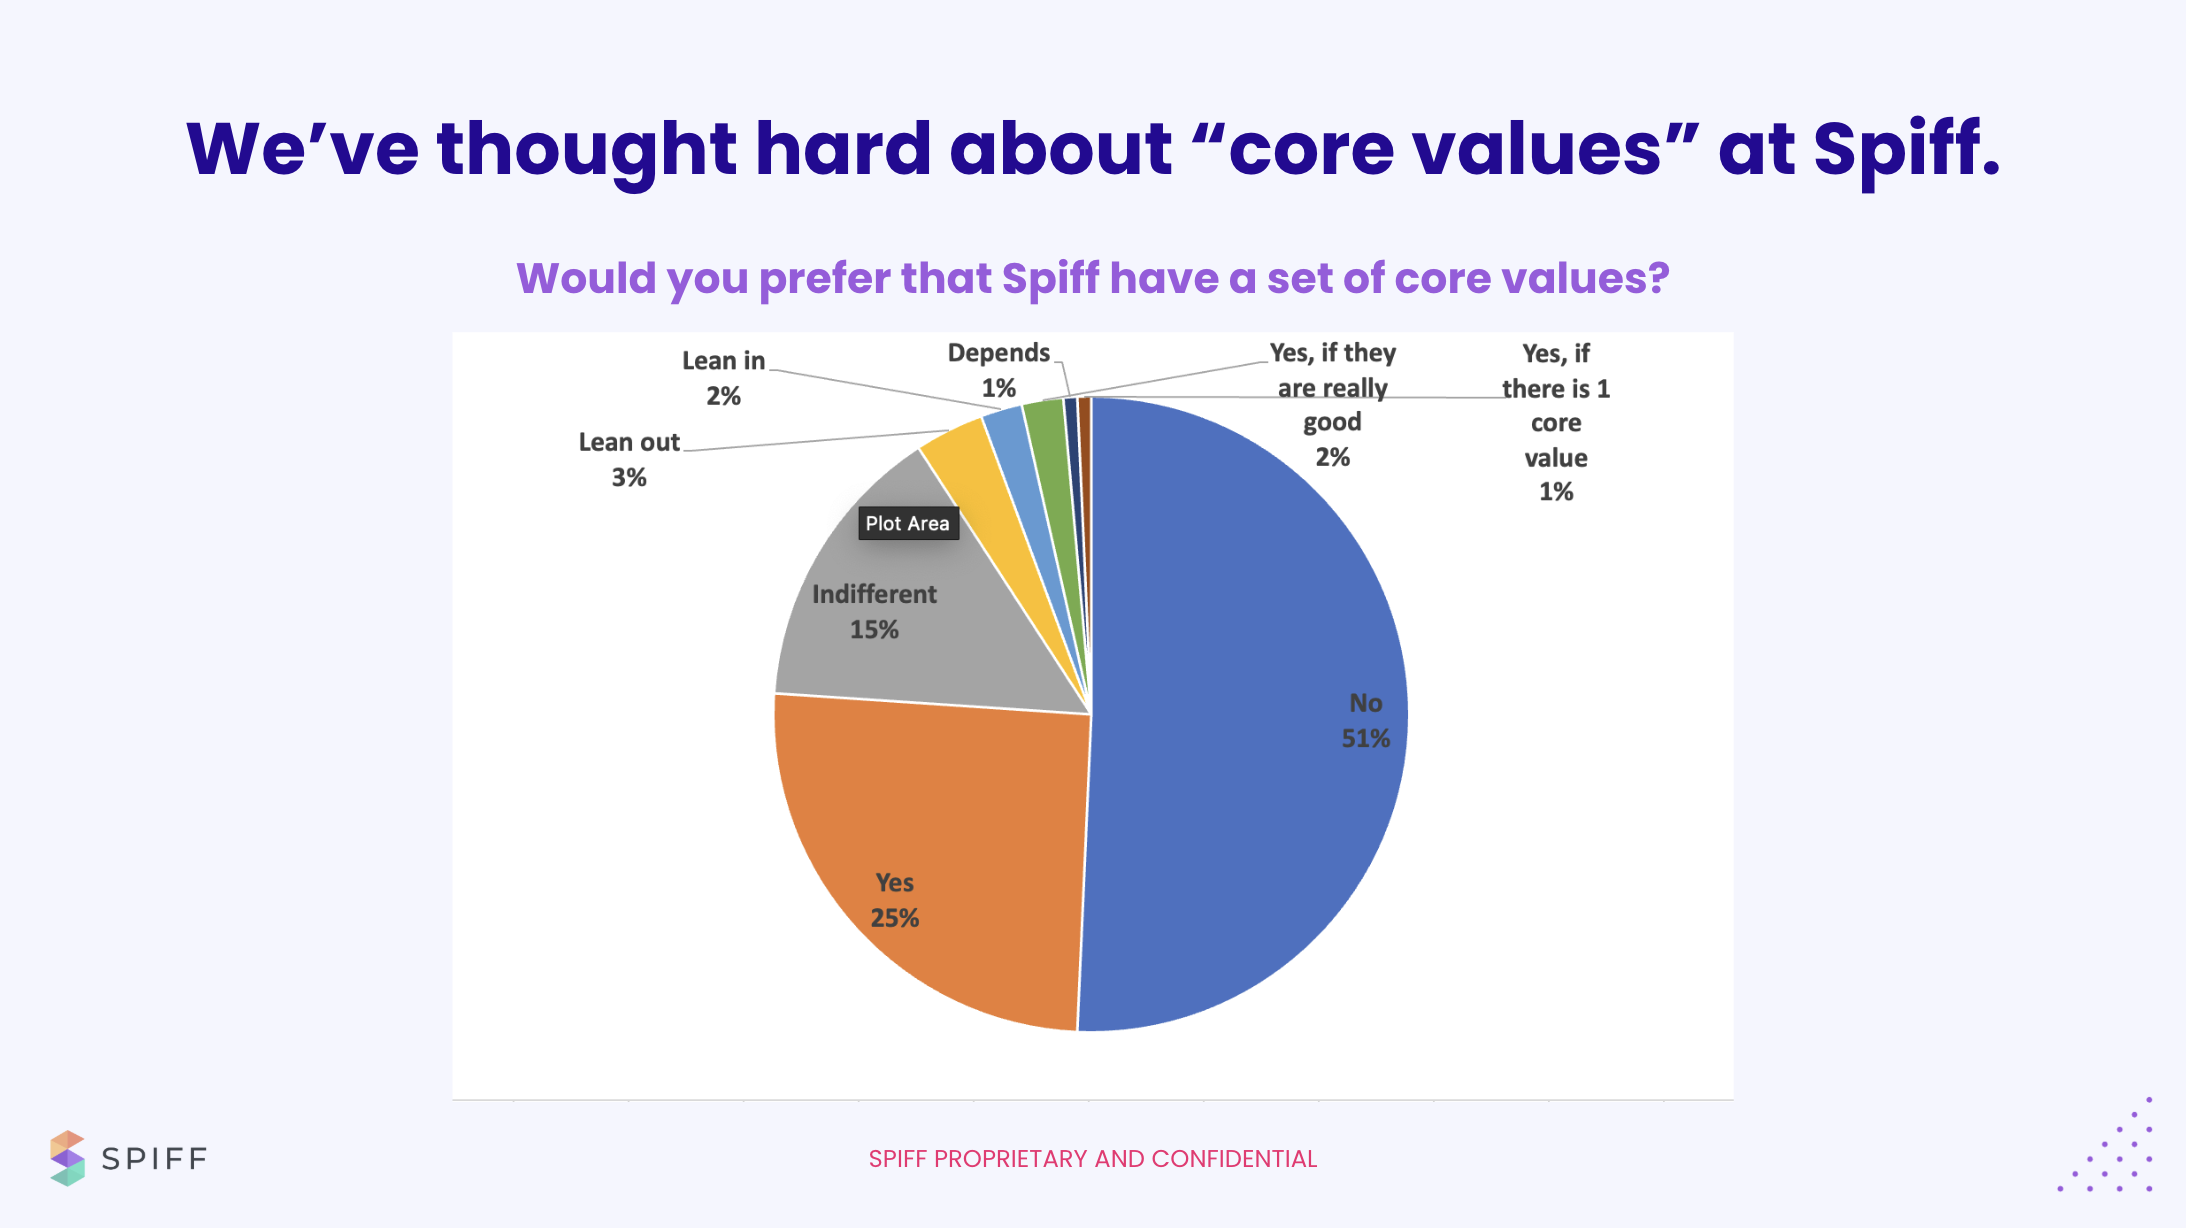 We’ve thought hard about “core values” at Spiff.
Would you prefer that Spiff have a set of core values?
Lean in
2%
Depends
1%
Yes, if they
are really
good
2%
Yes, if
there is 1
core
value
1%
Lean out
3%
Plot Area
Indifferent
15%
No
51%
Yes
25%
SPIFF
SPIFF PROPRIETARY AND CONFIDENTIAL